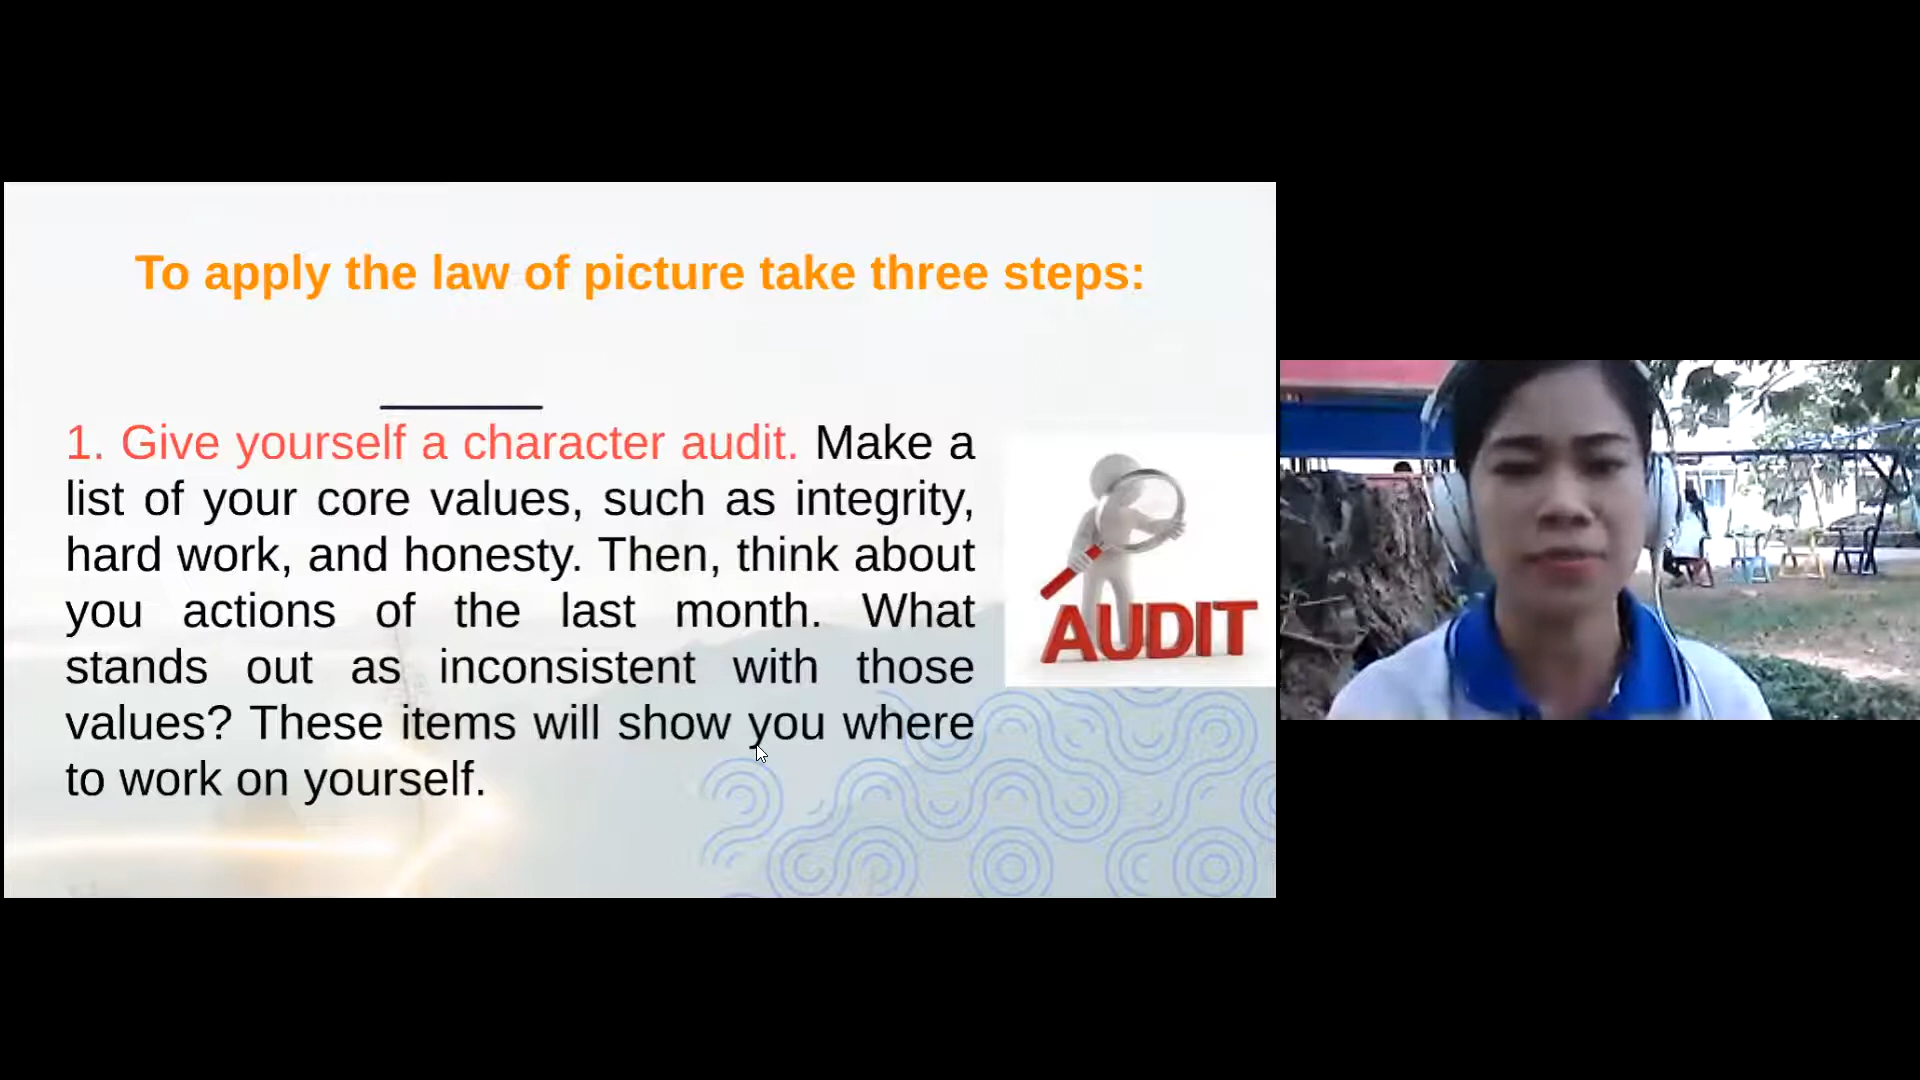 To apply the law of picture take three steps:
1. Give yourself a character audit. Make a
list of your core values, such as integrity,
hard work, and honesty. Then, think about
you actions of the last month. What
stands out as inconsistent with those
values? These items will show you where
to work on yourself.
AUDIT